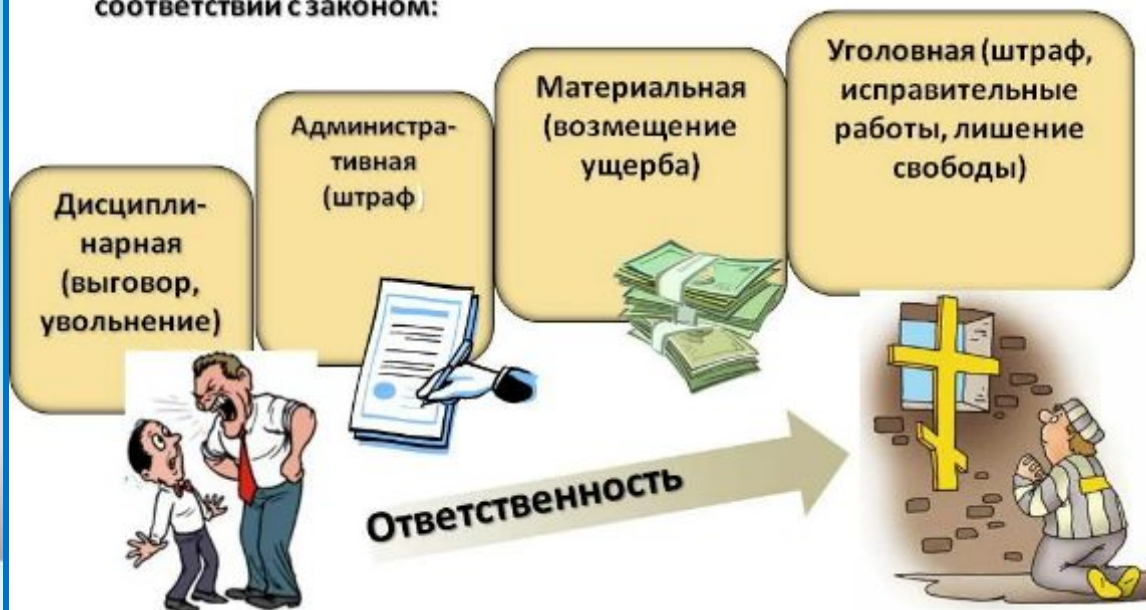 соответствии с законом:
Дисципли-
нарная
(выговор,
увольнение)
Администра-
тивная
(штраф)
Материальная
(возмещение
ущерба)
Уголовная (штраф,
исправительные
работы, лишение
свободы)
Ответственность